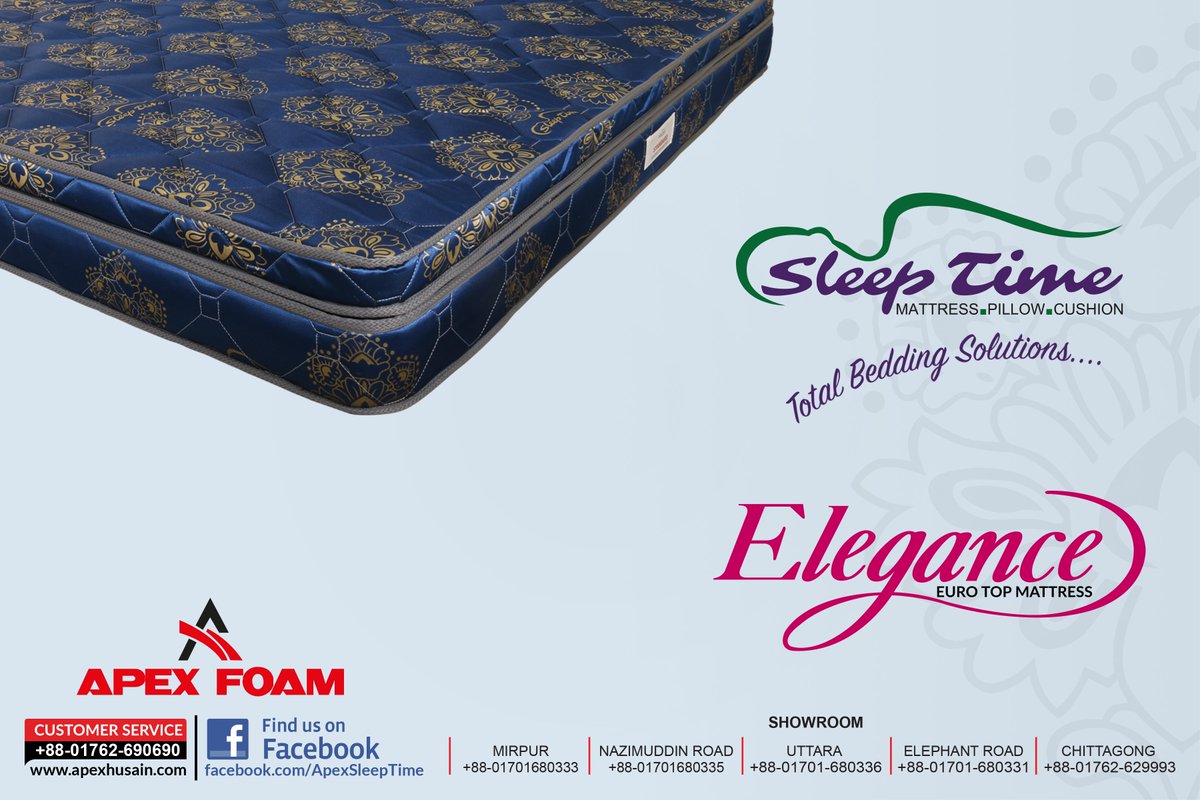 Sleep Time
Sleep Time
MATTRESS.PILLOW.CUSHION
Total Bedding Solutions....
Elegance
EURO TOP MATTRESS
APEX FOAM
CUSTOMER SERVICE
+88-01762-690690
www.apexhusain.com
Find us on
Facebook
facebook.com/ApexSleepTime
SHOWROOM
MIRPUR
+88-01701680333
NAZIMUDDIN ROAD
+88-01701680335
UTTARA
+88-01701-680336
ELEPHANT ROAD
+88-01701-680331
CHITTAGONG
+88-01762-629993